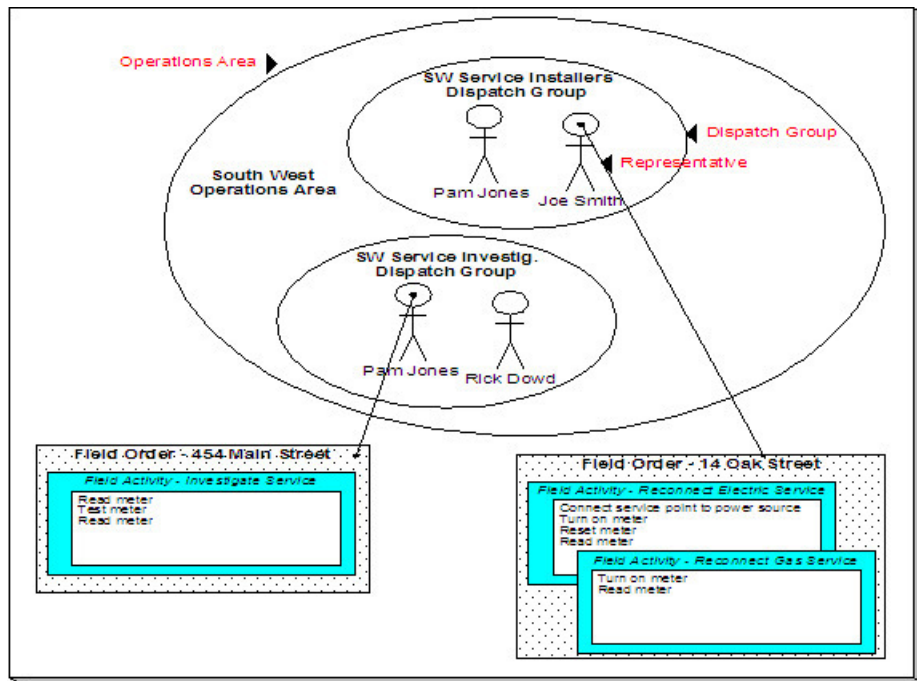 Operations Area
SW Service Installers
Dispatch Group
Dispatch Group
Representative
South West
Operations Area
Pam Jones
Joe Smith
SW Service Investig.
Dispatch Group
Pam Jones
Rick Dowd
Field Order - 454 Main Street
Field Activity - Investigate Service
Read meter
Test meter
Read meter
Field Order - 14 Oak Street
Field Activity - Reconnect Electric Service
Connect service point to power source
Turn on meter
Reset meter
Read meter
Field Activity - Reconnect Gas Service
Turn on meter
Read meter